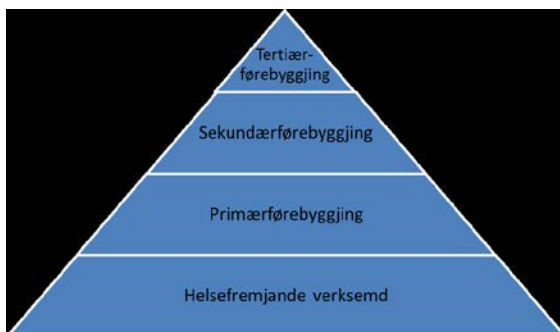 Tertiær-
førebyggjing
Sekundærførebyggjing
Primærførebyggjing
Helsefremjande verksemd